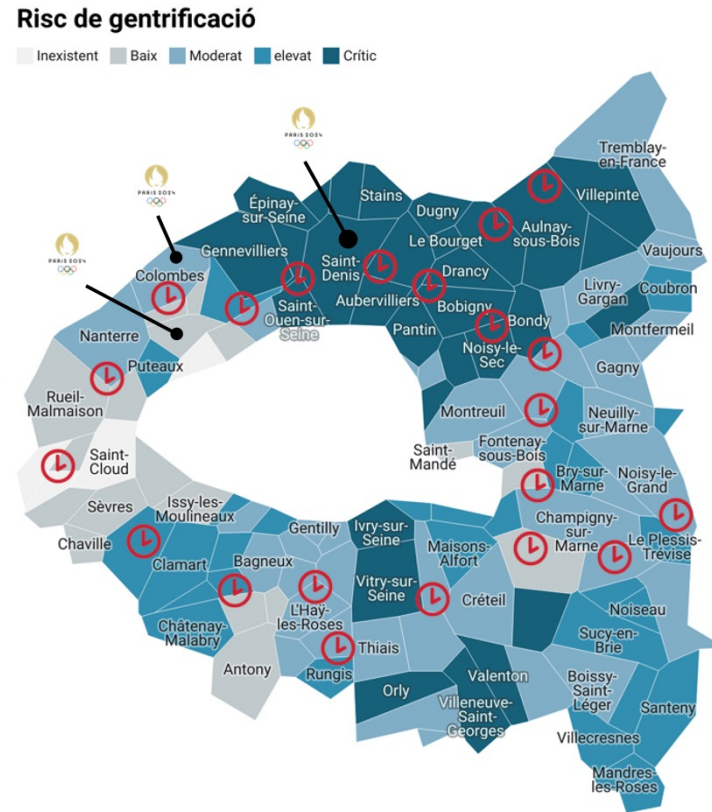 Risc de gentrificació
Inexistent
Baix
Moderat
elevat
Crític
PARIS 2024
PARIS 2024
PARIS 2024
Tremblay-
en-France
Villepinte
Stains
Épinay-
sur-Seine
Dugny
Aulnay-
sous-Bois
Le Bourget
Gennevilliers
Vaujours
Saint-
Denis
Drancy
Colombes
Coubron
Livry-
Gargan
Aubervilliers
Bobigny
Saint-
Ouen-sur-
Seine
Bondy
Pantin
Montfermeil
Nanterre
Noisy-le-
Sec
Puteaux
Gagny
Rueil-
Malmaison
Montreuil
Neuilly-
sur-Marne
Fontenay-
sous-Bois
Saint-
Mandé
Saint-
Cloud
Bry-sur-
Marne
Noisy-le-
Grand
Sèvres
Issy-les-
Moulineaux
Gentilly
Ivry-sur-
Seine
Champigny-
sur-
Marne
Chaville
Le Plessis-
Trévise
Maisons-
Alfort
Clamart
Bagneux
Vitry-sur-
Seine
Créteil
L'Haÿ-
les-Roses
Noiseau
Châtenay-
Malabry
Sucy-en-
Brie
Thiais
Antony
Rungis
Valenton
Boissy-
Saint-
Léger
Orly
Villeneuve-
Saint-
Georges
Santeny
Villecresnes
Mandres-
les-Roses